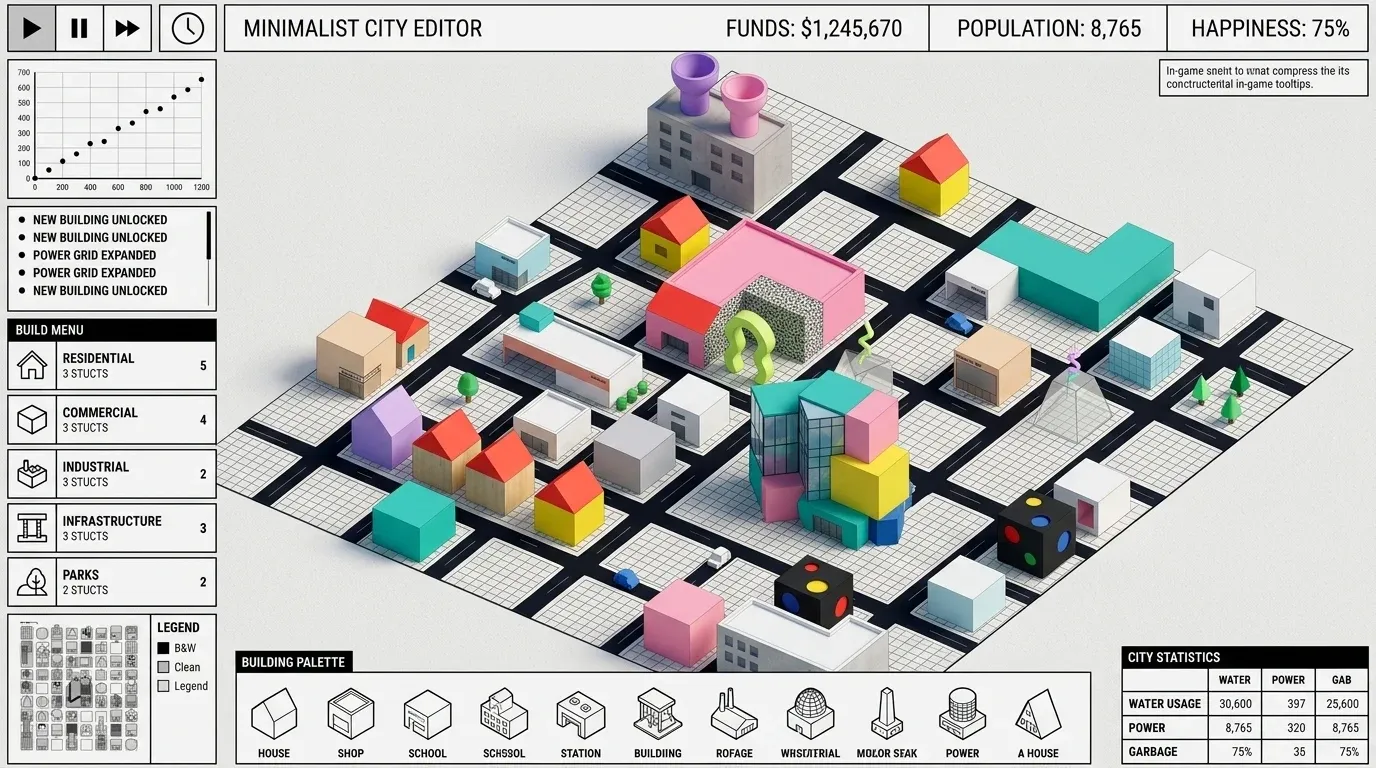 MINIMALIST CITY EDITOR
FUNDS: $1,245,670
POPULATION: 8,765
HAPPINESS: 75%
In-game sneht to wnat compress the its
conctructental in-game tooltips.
700
600
580
400
300
200
100
0
0 200 400 600 800 1000 1200
NEW BUILDING UNLOCKED
NEW BUILDING UNLOCKED
POWER GRID EXPANDED
POWER GRID EXPANDED
NEW BUILDING UNLOCKED
BUILD MENU
RESIDENTIAL
3 STUCTS
5
COMMERCIAL
3 STUCTS
4
INDUSTRIAL
3 STUCTS
2
INFRASTRUCTURE
3 STUCTS
3
PARKS
2 STUCTS
2
LEGEND
B&W
Clean
Legend
BUILDING PALETTE
HOUSE
SHOP
SCHOOL
SCHSSOL
STATION
BUILDIING
ROFAGE
WHSITRIAL
MOLOR SEAK
POWER
A HOUSE
CITY STATISTICS
WATER POWER GAB
WATER USAGE 30,600 397 25,600
POWER 8,765 320 8,765
GARBAGE 75% 35 75%